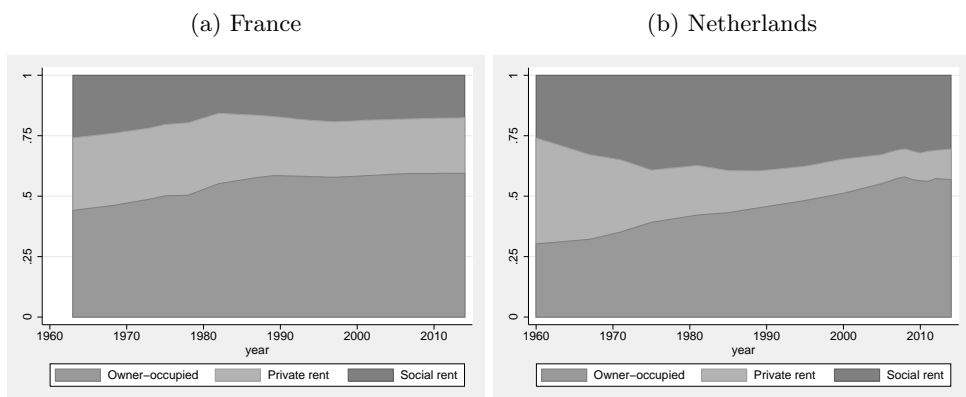 (a) France
1
.75
.5
.25
0
1960 1970 1980 1990 2000 2010
year
Owner−occupied Private rent Social rent
(b) Netherlands
1
.75
.5
.25
0
1960 1970 1980 1990 2000 2010
year
Owner−occupied Private rent Social rent